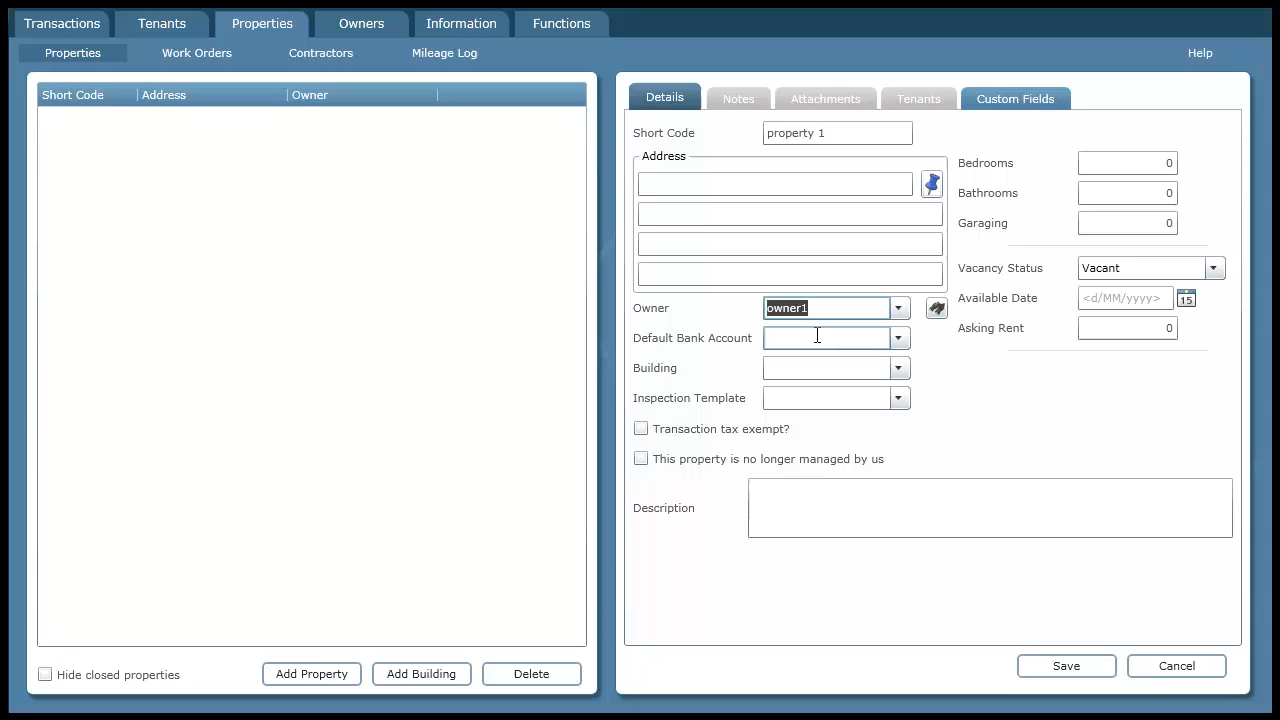 Transactions Tenants Properties Owners Information Functions
Properties Work Orders Contractors Mileage Log Help
Short Code Address Owner
Details Notes Attachments Tenants Custom Fields
Short Code property 1
Address
Bedrooms 0
Bathrooms 0
Garaging 0
Owner owner1
Default Bank Account
Building
Inspection Template
Vacancy Status Vacant
Available Date <d/MM/yyyy> 15
Asking Rent 0
Transaction tax exempt?
This property is no longer managed by us
Description
Hide closed properties Add Property Add Building Delete
Save Cancel